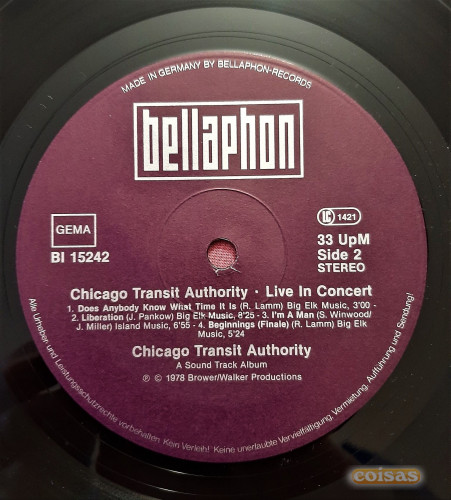 MADE IN GERMANY BY BELLAPHON-RECORDS
bellaphon
GEMA
BI 15242
LC 1421
33 UpM
Side 2
STEREO
Chicago Transit Authority · Live In Concert
1. Does Anybody Know What Time It Is (R. Lamm) Big Elk Music, 3'00 -
2. Liberation (J. Pankow) Big Elk Music, 8'25 - 3. I'm A Man (S. Winwood/
J. Miller) Island Music, 6'55 - 4. Beginnings (Finale) (R. Lamm) Big Elk
Music, 5'24
Chicago Transit Authority
A Sound Track Album
℗ © 1978 Brower/Walker Productions
Alle Urheber und Leistungsschutzrechte vorbehalten Kein Verleih! Keine unerlaubte Vervielfältigung, Vermietung, Aufführung und Sendung!
coisas